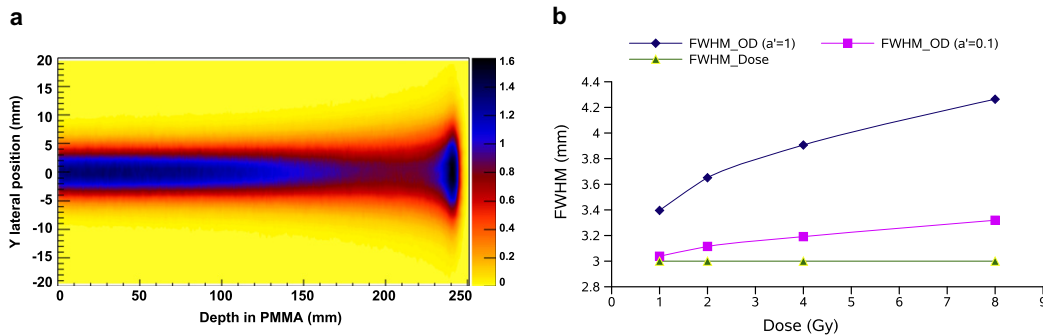 a
20
15
10
5
0
-5
-10
-15
-20
Y lateral position (mm)
0 50 100 150 200 250
Depth in PMMA (mm)
1.6
1.4
1.2
1
0.8
0.6
0.4
0.2
0
b
FWHM_OD (a'=1) FWHM_OD (a'=0.1)
FWHM_Dose
4.4
4.2
4
3.8
3.6
3.4
3.2
3
2.8
FWHM (mm)
0 1 2 3 4 5 6 7 8 9
Dose (Gy)